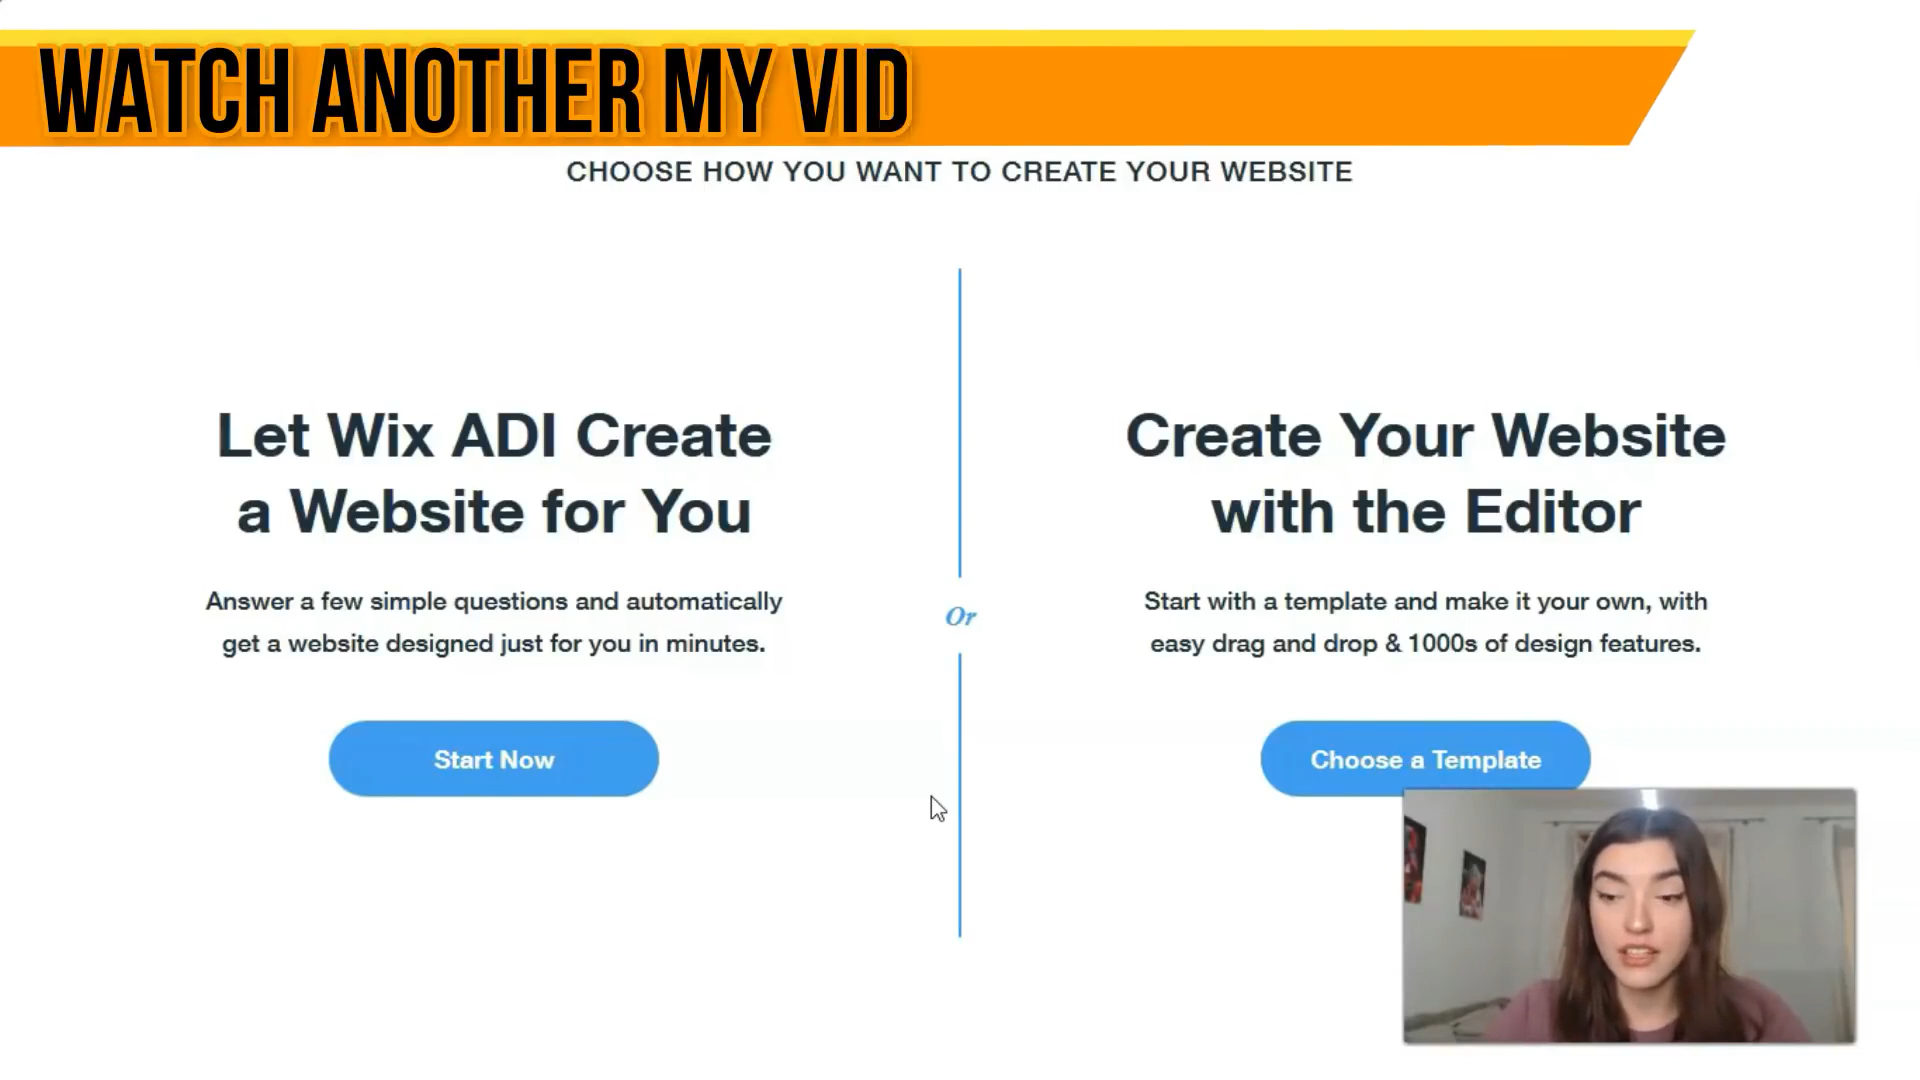 WATCH ANOTHER MY VID
CHOOSE HOW YOU WANT TO CREATE YOUR WEBSITE
Let Wix ADI Create
a Website for You
Answer a few simple questions and automatically
get a website designed just for you in minutes.
Start Now
Or
Create Your Website
with the Editor
Start with a template and make it your own, with
easy drag and drop & 1000s of design features.
Choose a Template